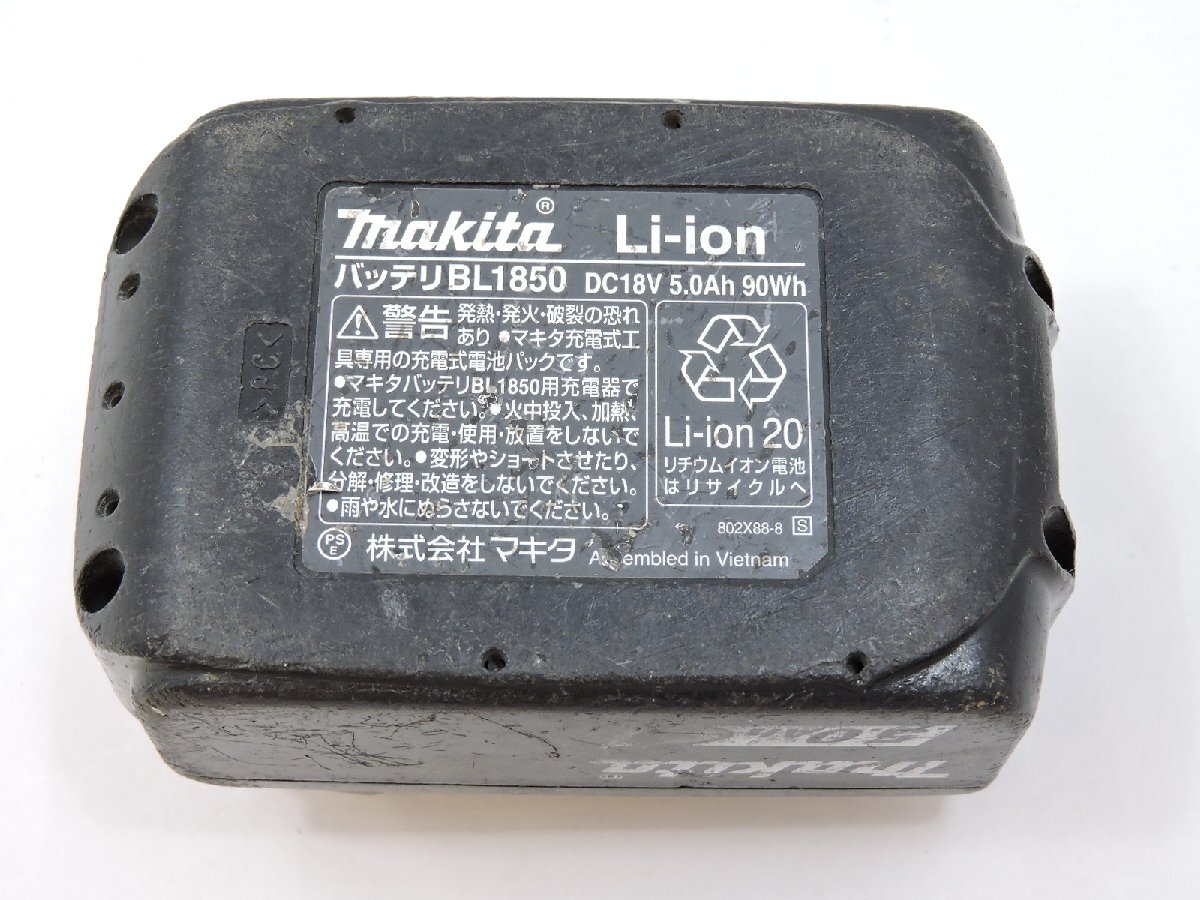 makita®
Li-ion
バッテリBL1850 DC18V 5.0Ah 90Wh
警告 発熱・発火・破裂の恐れ
あり ●マキタ充電式工
具専用の充電式電池パックです。
●マキタバッテリBL1850用充電器で
充電してください。●火中投入、加熱、
高温での充電・使用・放置をしないで
ください。●変形やショートさせたり、
分解・修理・改造をしないでください。
●雨や水にぬらさないでください。
Li-ion 20
リチウムイオン電池
はリサイクルへ
802X88-8 S
PSE 株式会社マキタ Assembled in Vietnam
makita®